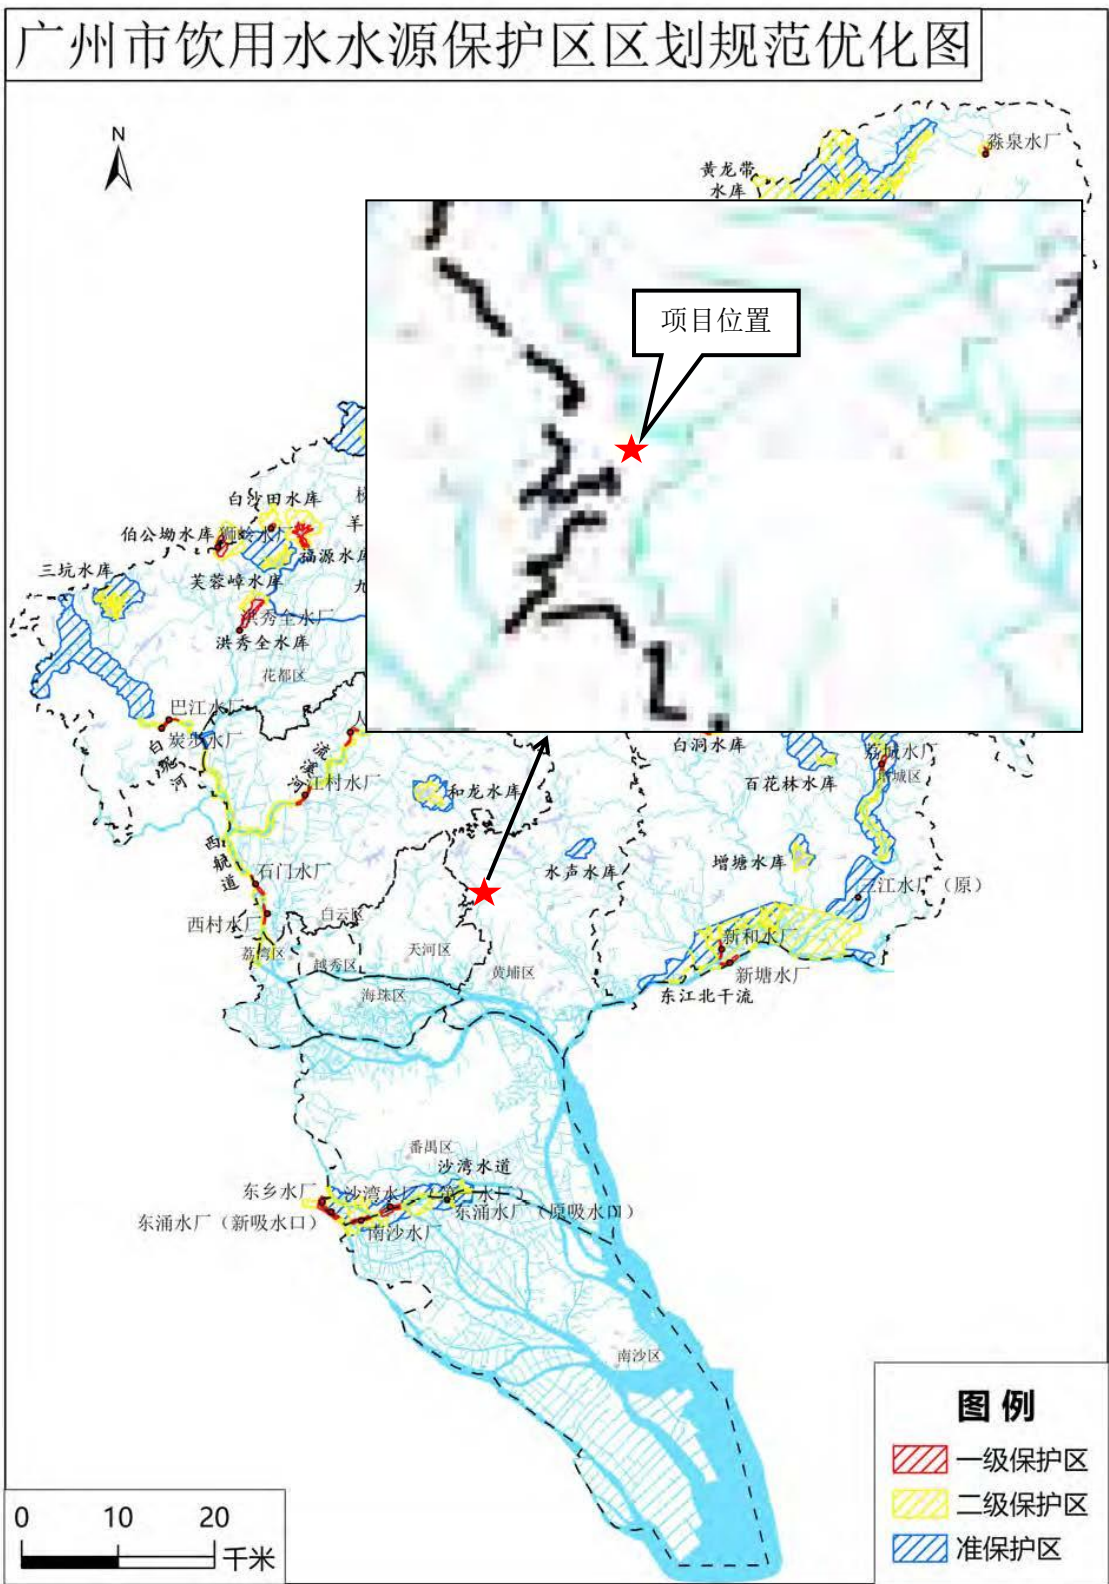 广州市饮用水水源保护区区划规范优化图
N
淼泉水厂
黄龙带
水库
项目位置
白沙田水库
伯公坳水库
狮岭水厂
羊
福源水库
三坑水库
芙蓉嶂水库
九
洪秀全水厂
洪秀全水库
花都区
巴江水厂
炭步水厂
白坭河
流溪河
江村水厂
人
和龙水库
白洞水库
百花林水库
荔城水厂
增城区
西航道
石门水厂
水声水库
增塘水库
三江水厂（原）
西村水厂
白云区
荔湾区
越秀区
天河区
黄埔区
海珠区
新和水厂
新塘水厂
东江北干流
番禺区
沙湾水道
东乡水厂
沙湾水厂
东涌水厂（新吸水口）
东涌水厂（原吸水口）
南沙水厂
南沙区
图例
一级保护区
二级保护区
准保护区
0 10 20
千米